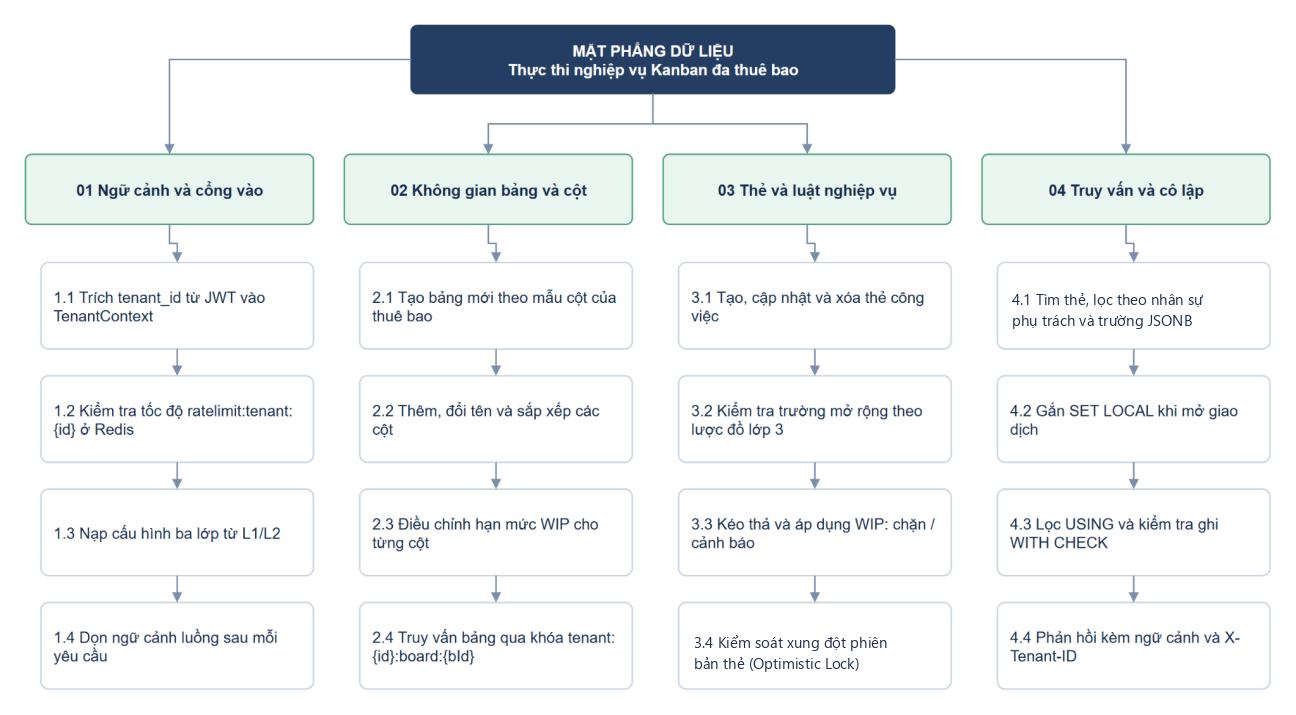 MẶT PHẲNG DỮ LIỆU
Thực thi nghiệp vụ Kanban đa thuê bao
01 Ngữ cảnh và cổng vào
1.1 Trích tenant_id từ JWT vào
TenantContext
1.2 Kiểm tra tốc độ ratelimit:tenant:
{id} ở Redis
1.3 Nạp cấu hình ba lớp từ L1/L2
1.4 Dọn ngữ cảnh luồng sau mỗi
yêu cầu
02 Không gian bảng và cột
2.1 Tạo bảng mới theo mẫu cột của
thuê bao
2.2 Thêm, đổi tên và sắp xếp các
cột
2.3 Điều chỉnh hạn mức WIP cho
từng cột
2.4 Truy vấn bảng qua khóa tenant:
{id}:board:{bId}
03 Thẻ và luật nghiệp vụ
3.1 Tạo, cập nhật và xóa thẻ công
việc
3.2 Kiểm tra trường mở rộng theo
lược đồ lớp 3
3.3 Kéo thả và áp dụng WIP: chặn /
cảnh báo
3.4 Kiểm soát xung đột phiên
bản thẻ (Optimistic Lock)
04 Truy vấn và cô lập
4.1 Tìm thẻ, lọc theo nhân sự
phụ trách và trường JSONB
4.2 Gắn SET LOCAL khi mở giao
dịch
4.3 Lọc USING và kiểm tra ghi
WITH CHECK
4.4 Phản hồi kèm ngữ cảnh và X-
Tenant-ID